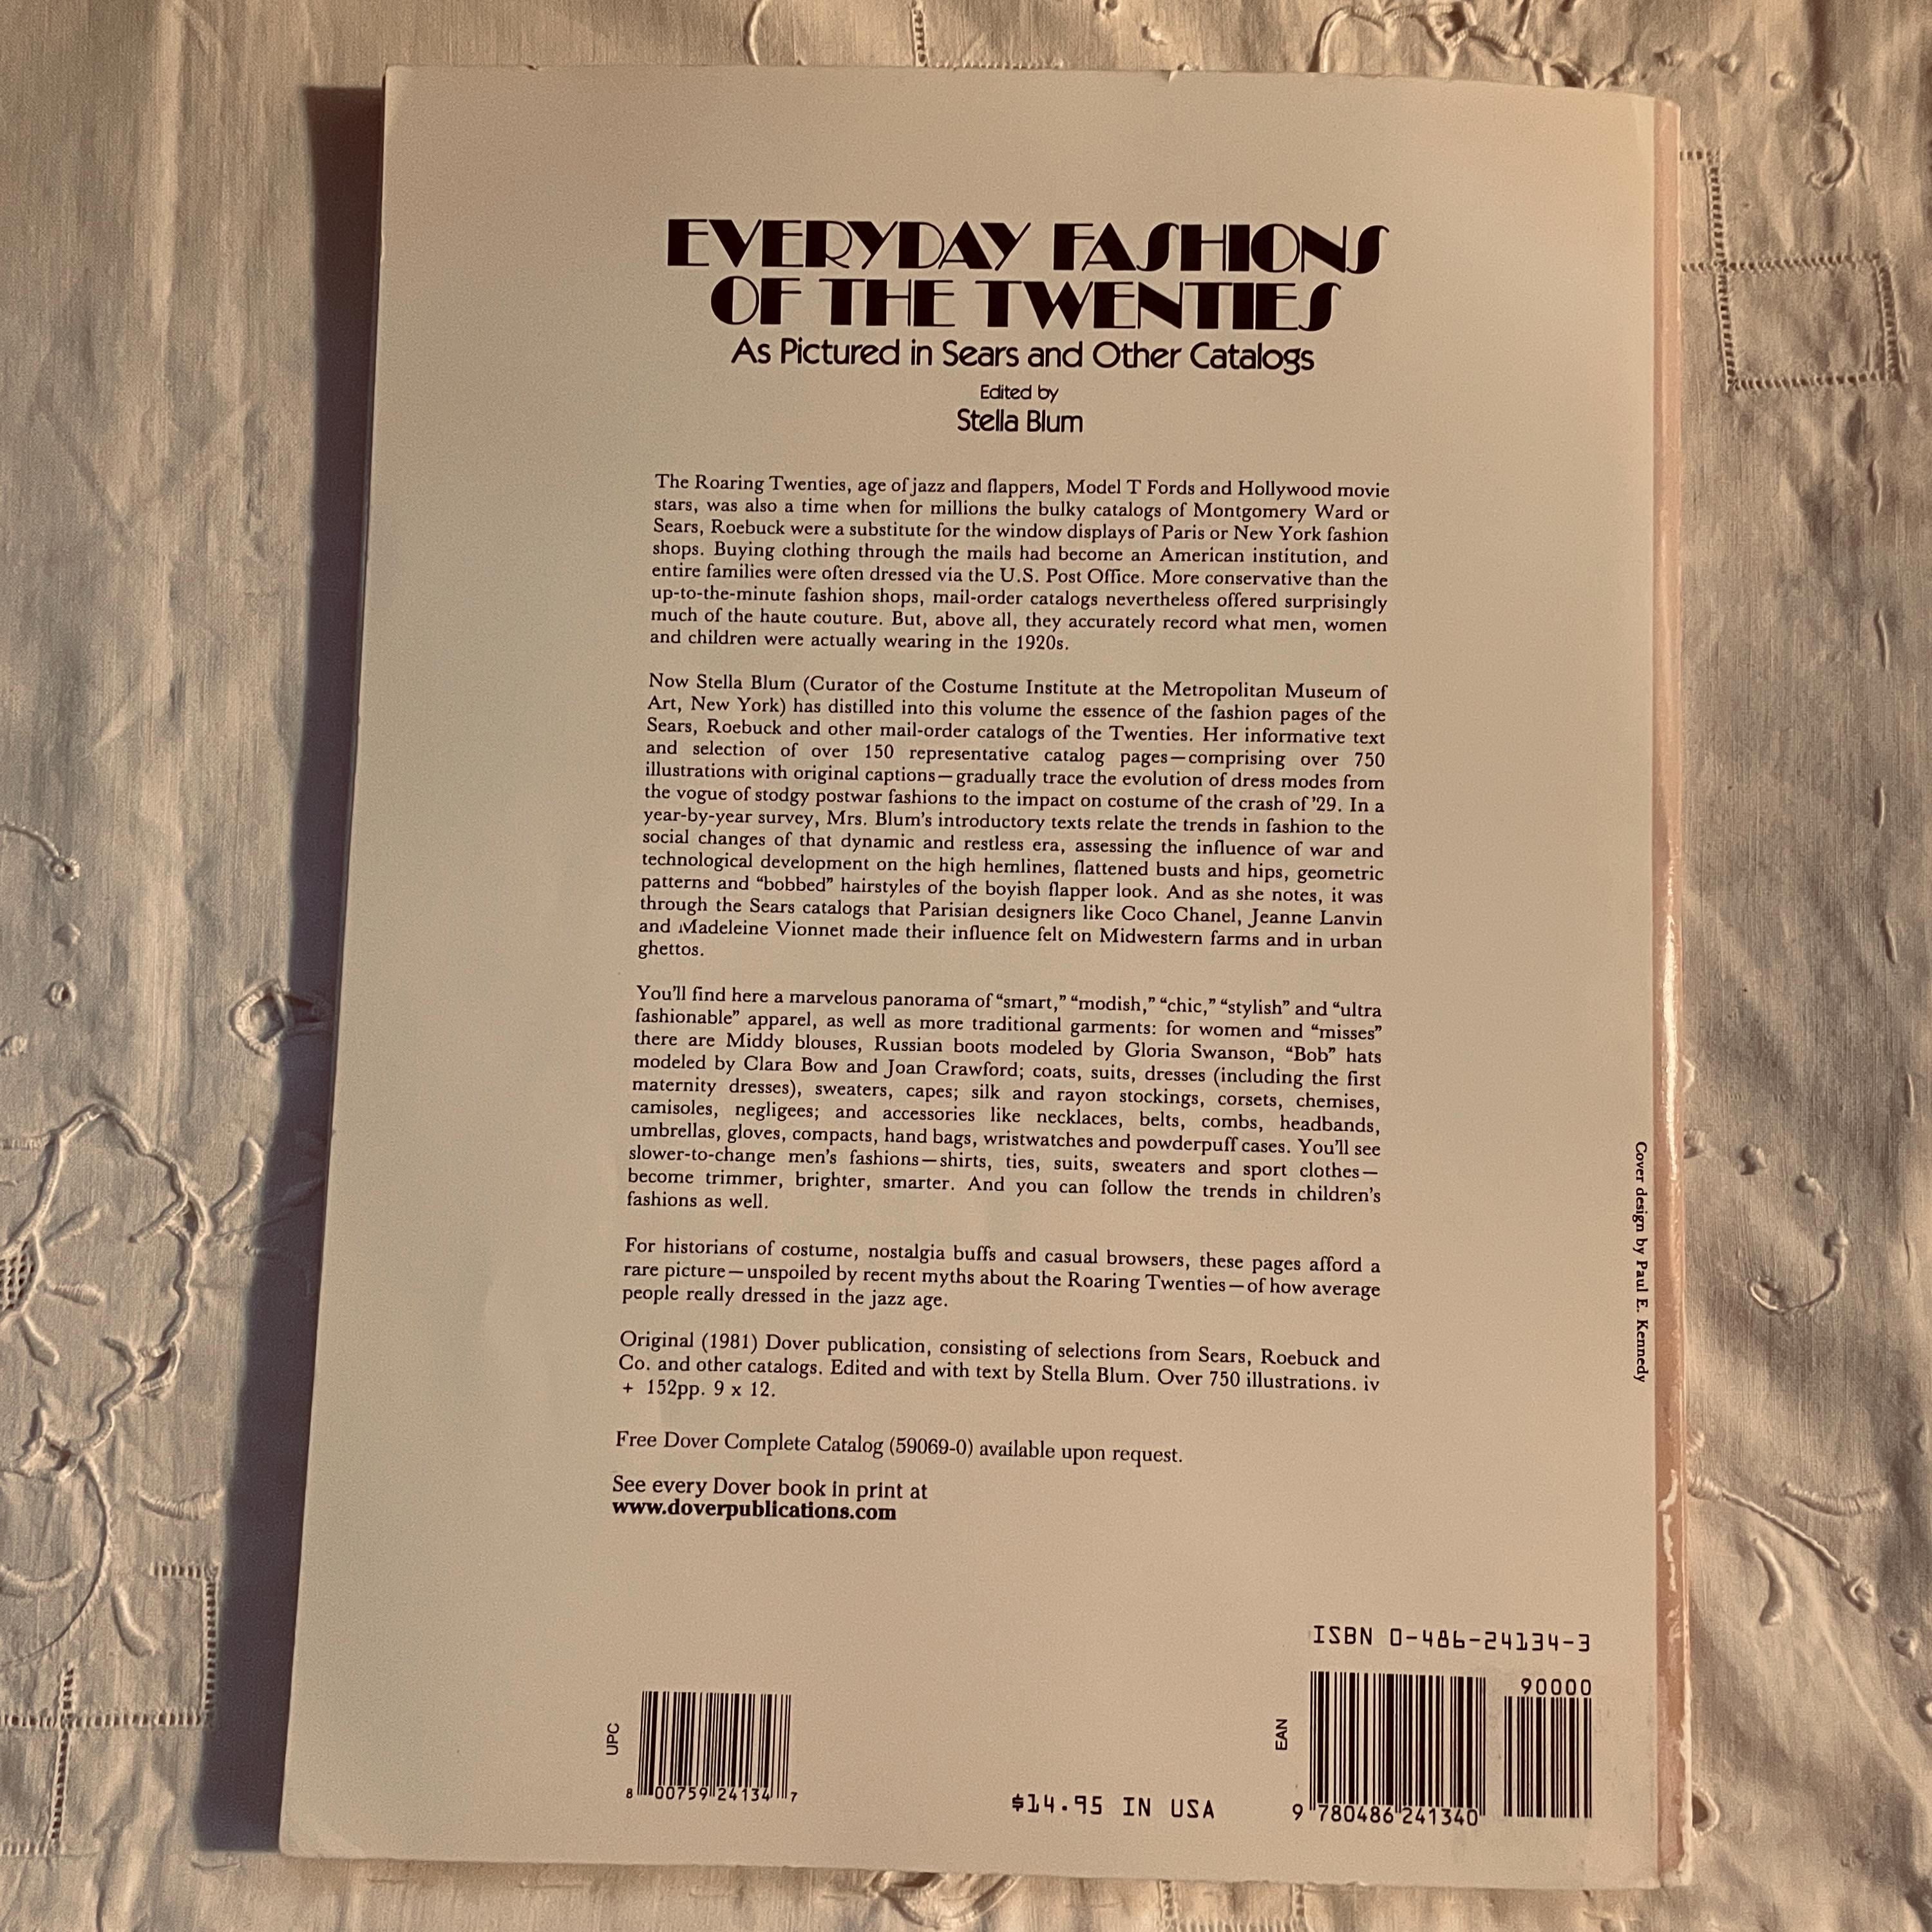 EVERYDAY FASHIONS
OF THE TWENTIES
As Pictured in Sears and Other Catalogs
Edited by
Stella Blum
The Roaring Twenties, age of jazz and flappers, Model T Fords and Hollywood movie
stars, was also a time when for millions the bulky catalogs of Montgomery Ward or
Sears, Roebuck were a substitute for the window displays of Paris or New York fashion
shops. Buying clothing through the mails had become an American institution, and
entire families were often dressed via the U.S. Post Office. More conservative than the
up-to-the-minute fashion shops, mail-order catalogs nevertheless offered surprisingly
much of the haute couture. But, above all, they accurately record what men, women
and children were actually wearing in the 1920s.
Now Stella Blum (Curator of the Costume Institute at the Metropolitan Museum of
Art, New York) has distilled into this volume the essence of the fashion pages of the
Sears, Roebuck and other mail-order catalogs of the Twenties. Her informative text
and selection of over 150 representative catalog pages—comprising over 750
illustrations with original captions—gradually trace the evolution of dress modes from
the vogue of stodgy postwar fashions to the impact on costume of the crash of ’29. In a
year-by-year survey, Mrs. Blum’s introductory texts relate the trends in fashion to the
social changes of that dynamic and restless era, assessing the influence of war and
technological development on the high hemlines, flattened busts and hips, geometric
patterns and “bobbed” hairstyles of the boyish flapper look. And as she notes, it was
through the Sears catalogs that Parisian designers like Coco Chanel, Jeanne Lanvin
and Madeleine Vionnet made their influence felt on Midwestern farms and in urban
ghettos.
You’ll find here a marvelous panorama of “smart,” “modish,” “chic,” “stylish” and “ultra
fashionable” apparel, as well as more traditional garments: for women and “misses”
there are Middy blouses, Russian boots modeled by Gloria Swanson, “Bob” hats
modeled by Clara Bow and Joan Crawford; coats, suits, dresses (including the first
maternity dresses), sweaters, capes; silk and rayon stockings, corsets, chemises,
camisoles, negligees; and accessories like necklaces, belts, combs, headbands,
umbrellas, gloves, compacts, hand bags, wristwatches and powderpuff cases. You’ll see
slower-to-change men’s fashions—shirts, ties, suits, sweaters and sport clothes—
become trimmer, brighter, smarter. And you can follow the trends in children’s
fashions as well.
For historians of costume, nostalgia buffs and casual browsers, these pages afford a
rare picture—unspoiled by recent myths about the Roaring Twenties—of how average
people really dressed in the jazz age.
Original (1981) Dover publication, consisting of selections from Sears, Roebuck and
Co. and other catalogs. Edited and with text by Stella Blum. Over 750 illustrations. iv
+ 152pp. 9 x 12.
Free Dover Complete Catalog (59069-0) available upon request.
See every Dover book in print at
www.doverpublications.com
Cover design by Paul E. Kennedy
ISBN 0-486-24134-3
90000
UPC
8 00759 24134 7
$14.95 IN USA
EAN
9 780486 241340